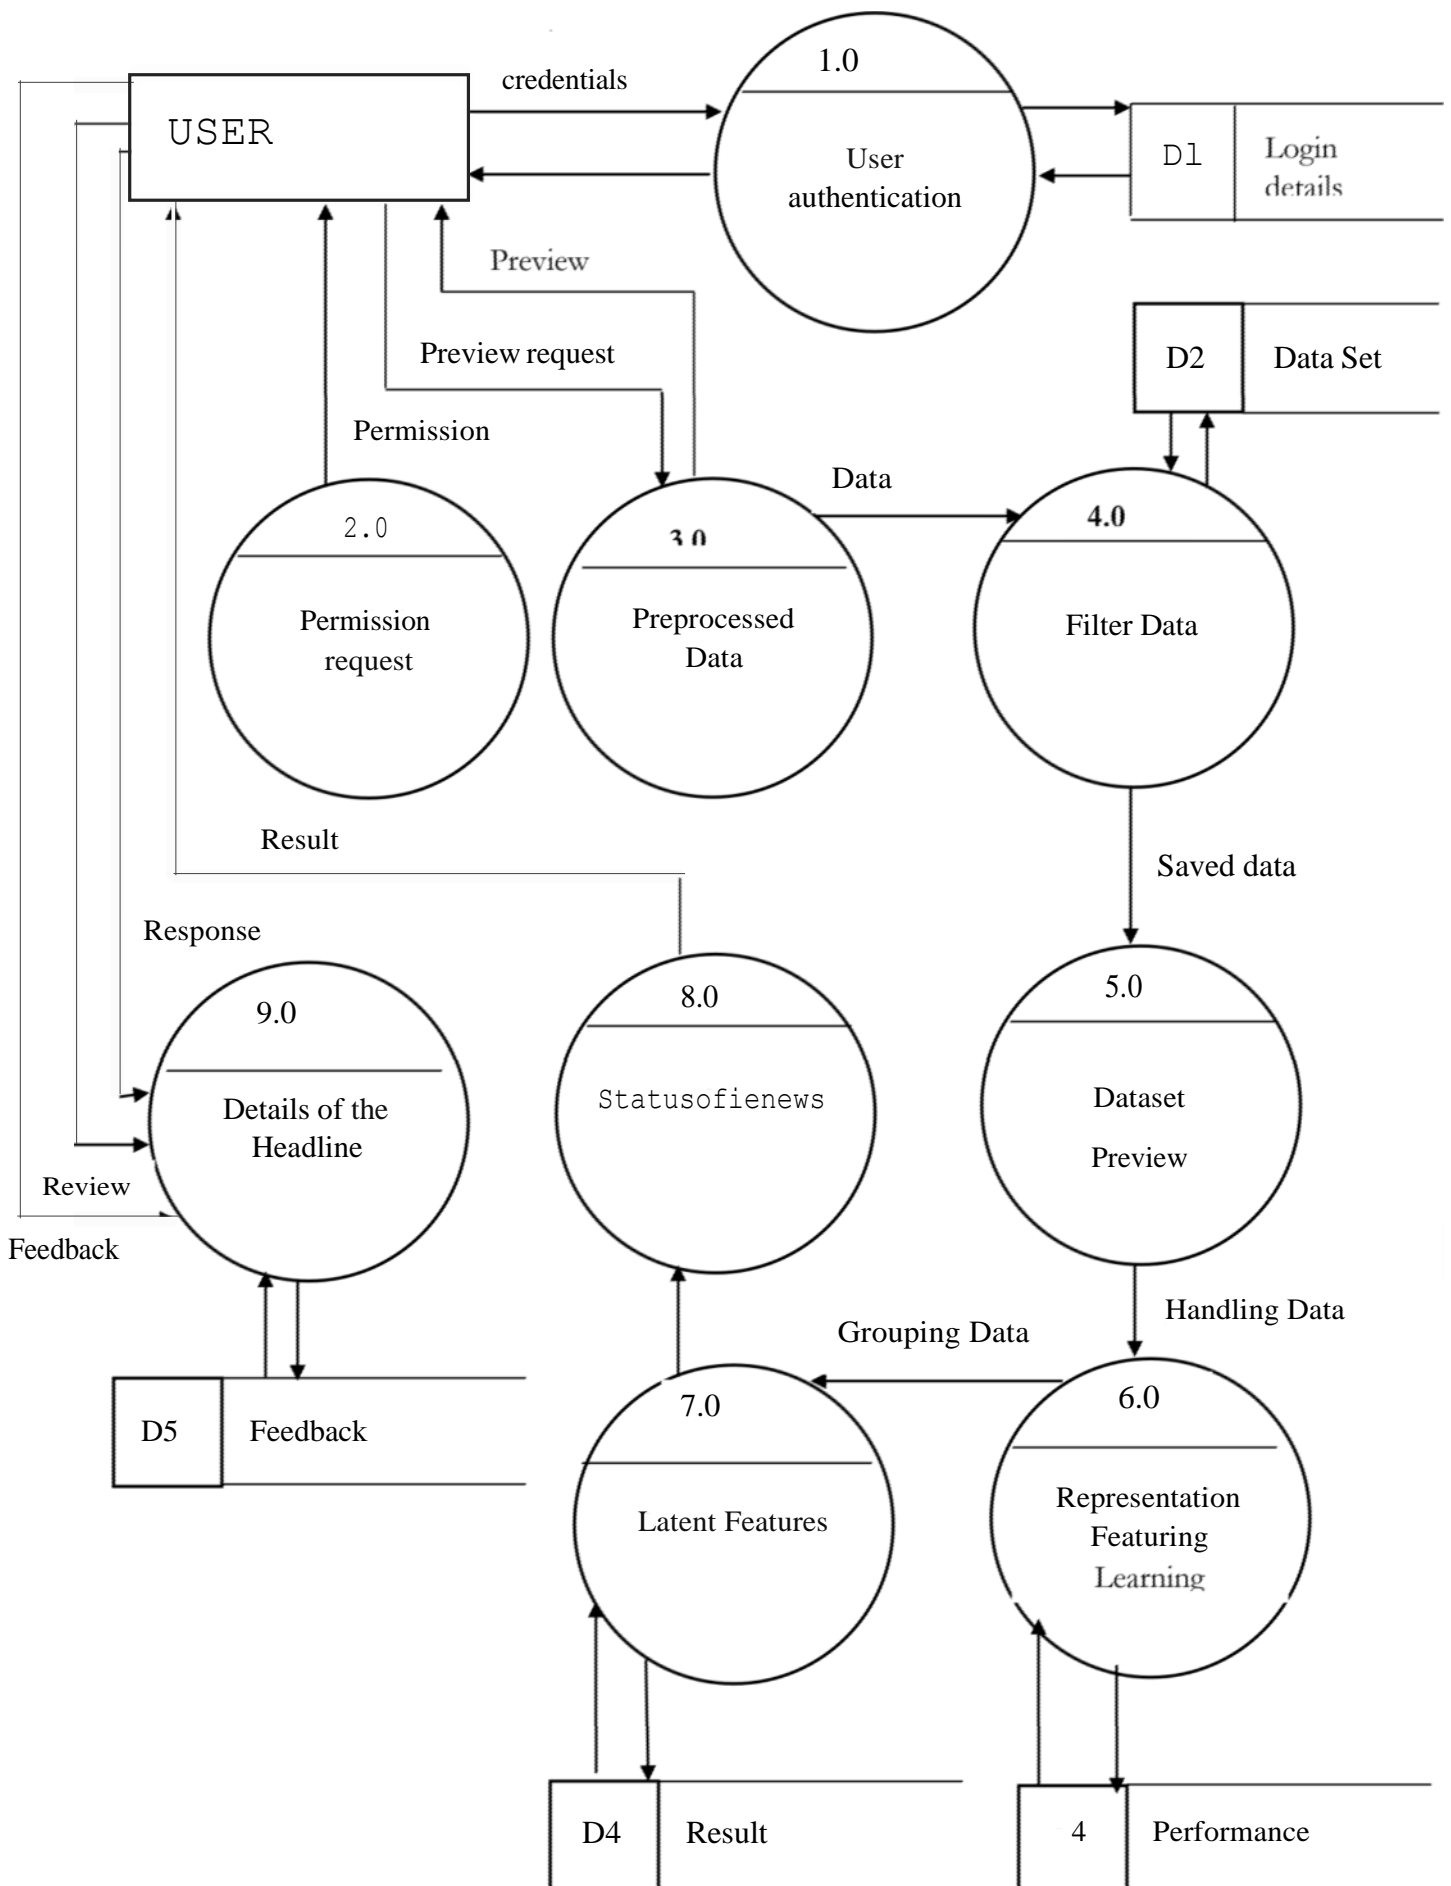 1.0
credentials
USER
User
authentication
D1
Login
details
Preview
Preview request
D2
Data Set
Permission
Data
2.0
3.0
4.0
Permission
request
Preprocessed
Data
Filter Data
Result
Saved data
Response
9.0
8.0
5.0
Details of the
Headline
Statusofienews
Dataset
Preview
Review
Feedback
Handling Data
Grouping Data
7.0
6.0
D5
Feedback
Latent Features
Representation
Featuring
Learning
D4
Result
4
Performance